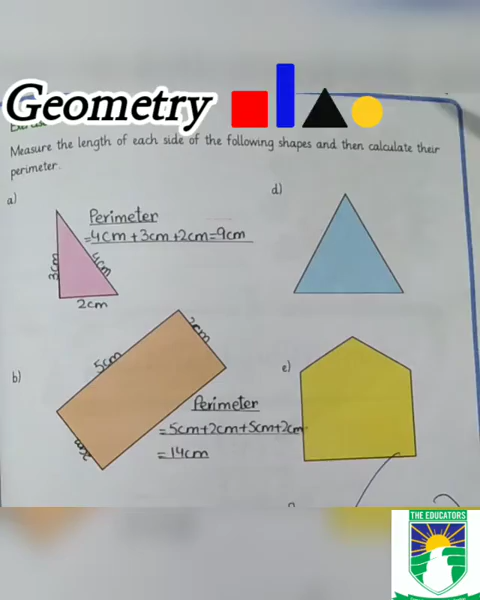 Geometry
Measure the length of each side of the following shapes and then calculate their
perimeter.
a)
Perimeter
=4cm+3cm+2cm=9cm
3cm
4cm
2cm
d)
b)
5cm
2cm
2cm
Perimeter
=5cm+2cm+5cm+2cm
=14cm
e)
THE EDUCATORS